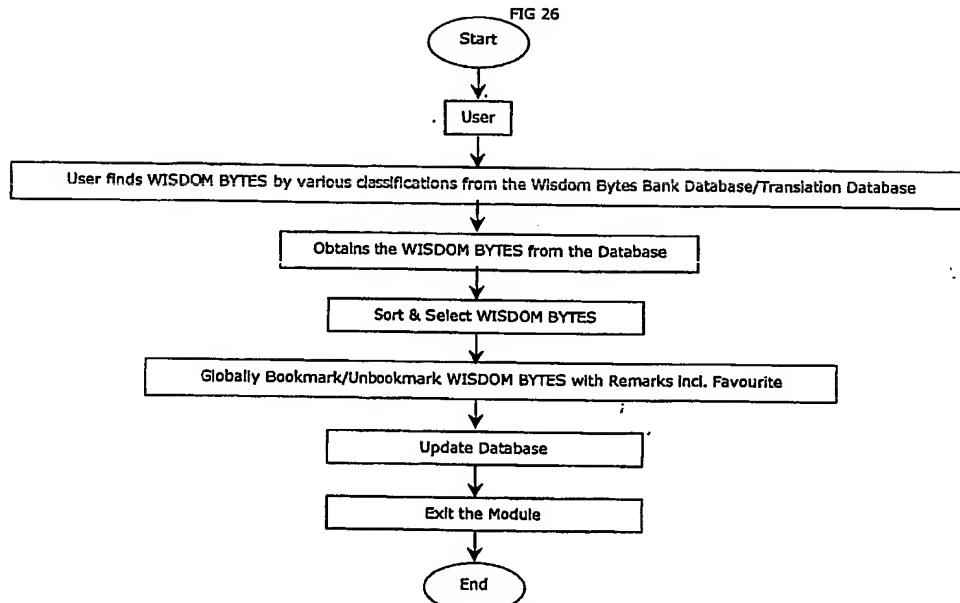 FIG 26
Start
User
User finds WISDOM BYTES by various classifications from the Wisdom Bytes Bank Database/Translation Database
Obtains the WISDOM BYTES from the Database
Sort & Select WISDOM BYTES
Globally Bookmark/Unbookmark WISDOM BYTES with Remarks incl. Favourite
Update Database
Exit the Module
End